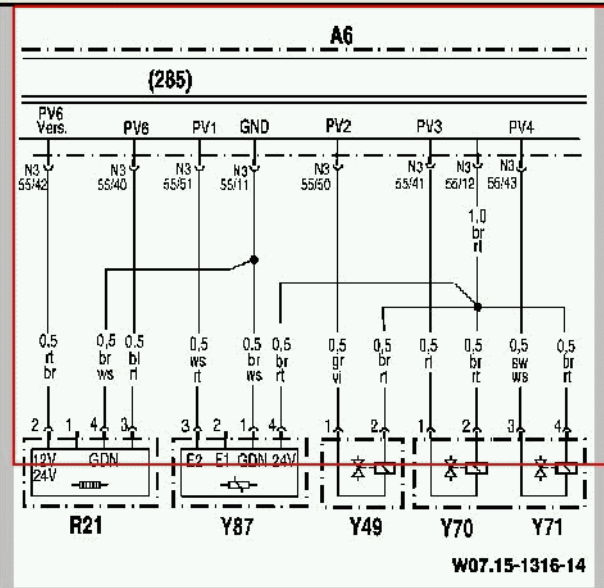 A6
(285)
PV6
Vers. PV6 PV1 GND PV2 PV3 PV4
N3 N3 N3 N3 N3 N3 N3 N3
55/42 55/40 55/51 55/11 55/50 55/41 55/12 55/43
1,0
br
rl
0,5 0,5 0,5 0,5 0,5 0,5 0,5 0,5 0,5 0,5 0,5 0,5
rt br bl ws br br gr br rl br sw br
br ws rl rt ws rt vi rl rt ws rt
2 1 4 3 3 2 1 4 1 2 1 2 3 4
12V GDN E2 E1 GDN 24V
24V
R21 Y87 Y49 Y70 Y71
W07.15-1316-14